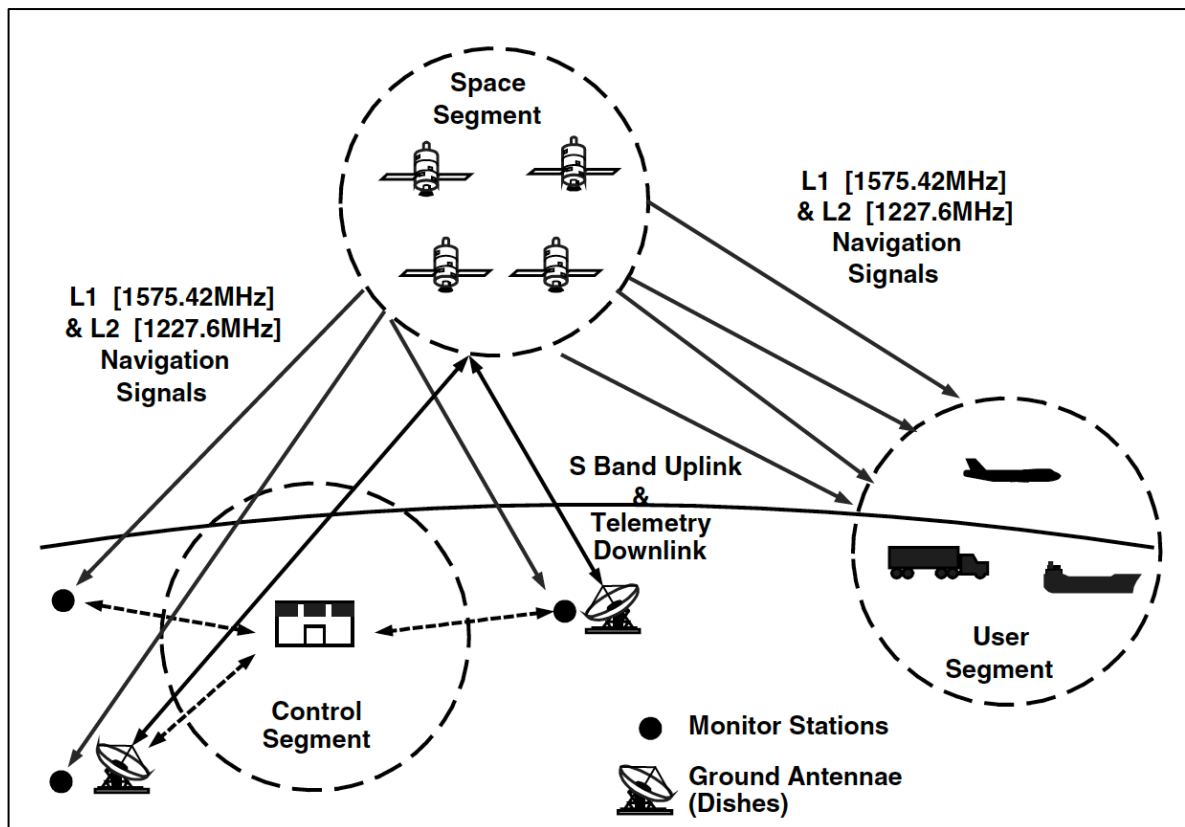 Space
Segment
L1 [1575.42MHz]
& L2 [1227.6MHz]
Navigation
Signals
L1 [1575.42MHz]
& L2 [1227.6MHz]
Navigation
Signals
S Band Uplink
&
Telemetry
Downlink
User
Segment
Control
Segment
Monitor Stations
Ground Antennae
(Dishes)